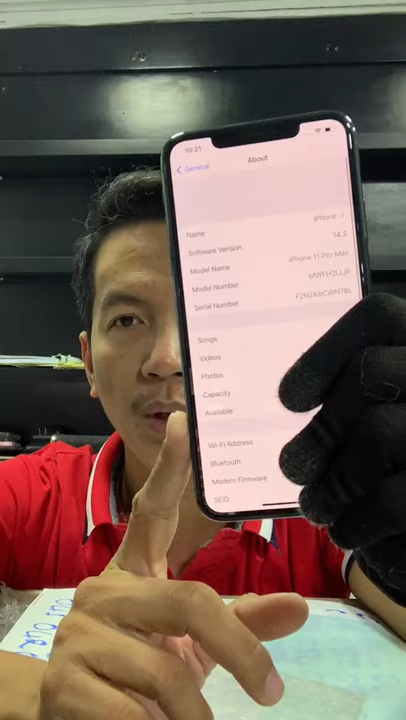 10:21
General
About
Name iPhone
Software Version 14.3
Model Name iPhone 11 Pro Max
Model Number
Serial Number
Songs
Videos
Photos
Capacity
Available
Wi-Fi Address
Bluetooth
Modem Firmware
SEID